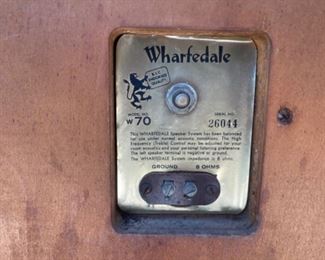 Wharfedale
B.I.C
GUARANTEED
QUALITY
MODEL NO.
W70
SERIAL NO.
26044
This WHARFEDALE Speaker System has been balanced
for use under normal acoustic conditions. The High
Frequency (Treble) Control may be adjusted for your
room acoustics and your personal listening preference.
The left speaker terminal is negative or ground.
The WHARFEDALE System impedance is 8 ohms.
GROUND 8 OHMS